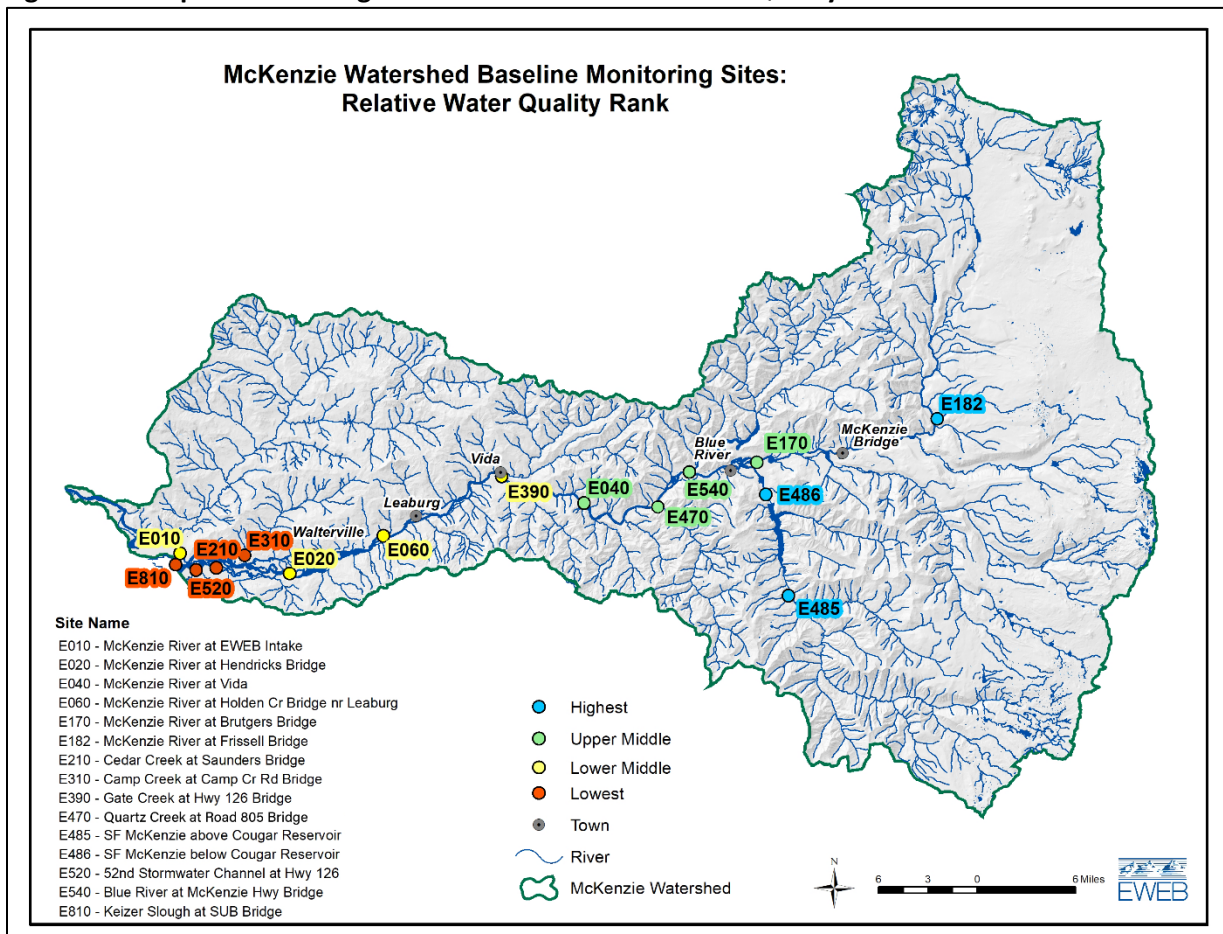 McKenzie Watershed Baseline Monitoring Sites:
Relative Water Quality Rank
E182
McKenzie
Bridge
Blue
River
E170
E486
E540
E470
E485
Vida
E390
E040
Leaburg
E060
Walterville
E020
E310
E210
E010
E520
E810
Site Name
E010 - McKenzie River at EWEB Intake
E020 - McKenzie River at Hendricks Bridge
E040 - McKenzie River at Vida
E060 - McKenzie River at Holden Cr Bridge nr Leaburg
E170 - McKenzie River at Brutgers Bridge
E182 - McKenzie River at Frissell Bridge
E210 - Cedar Creek at Saunders Bridge
E310 - Camp Creek at Camp Cr Rd Bridge
E390 - Gate Creek at Hwy 126 Bridge
E470 - Quartz Creek at Road 805 Bridge
E485 - SF McKenzie above Cougar Reservoir
E486 - SF McKenzie below Cougar Reservoir
E520 - 52nd Stormwater Channel at Hwy 126
E540 - Blue River at McKenzie Hwy Bridge
E810 - Keizer Slough at SUB Bridge
Highest
Upper Middle
Lower Middle
Lowest
Town
River
McKenzie Watershed
N
6 3 0 6 Miles
EWEB